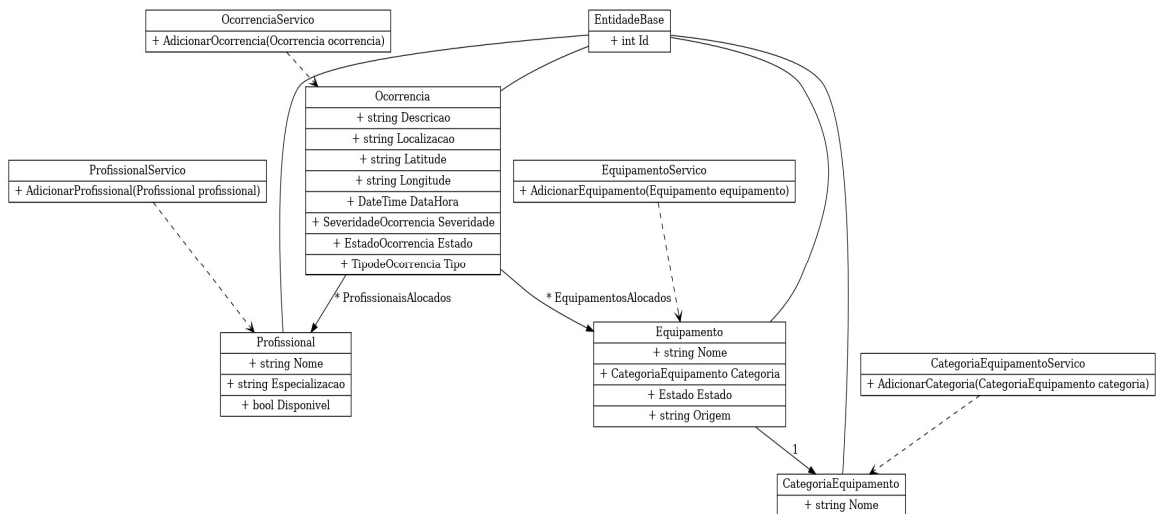 OcorrenciaServico
+ AdicionarOcorrencia(Ocorrencia ocorrencia)
EntidadeBase
+ int Id
Ocorrencia
+ string Descricao
+ string Localizacao
+ string Latitude
+ string Longitude
+ DateTime DataHora
+ SeveridadeOcorrencia Severidade
+ EstadoOcorrencia Estado
+ TipodeOcorrencia Tipo
ProfissionalServico
+ AdicionarProfissional(Profissional profissional)
EquipamentoServico
+ AdicionarEquipamento(Equipamento equipamento)
* ProfissionaisAlocados
* EquipamentosAlocados
Profissional
+ string Nome
+ string Especializacao
+ bool Disponivel
Equipamento
+ string Nome
+ CategoriaEquipamento Categoria
+ Estado Estado
+ string Origem
CategoriaEquipamentoServico
+ AdicionarCategoria(CategoriaEquipamento categoria)
1
CategoriaEquipamento
+ string Nome